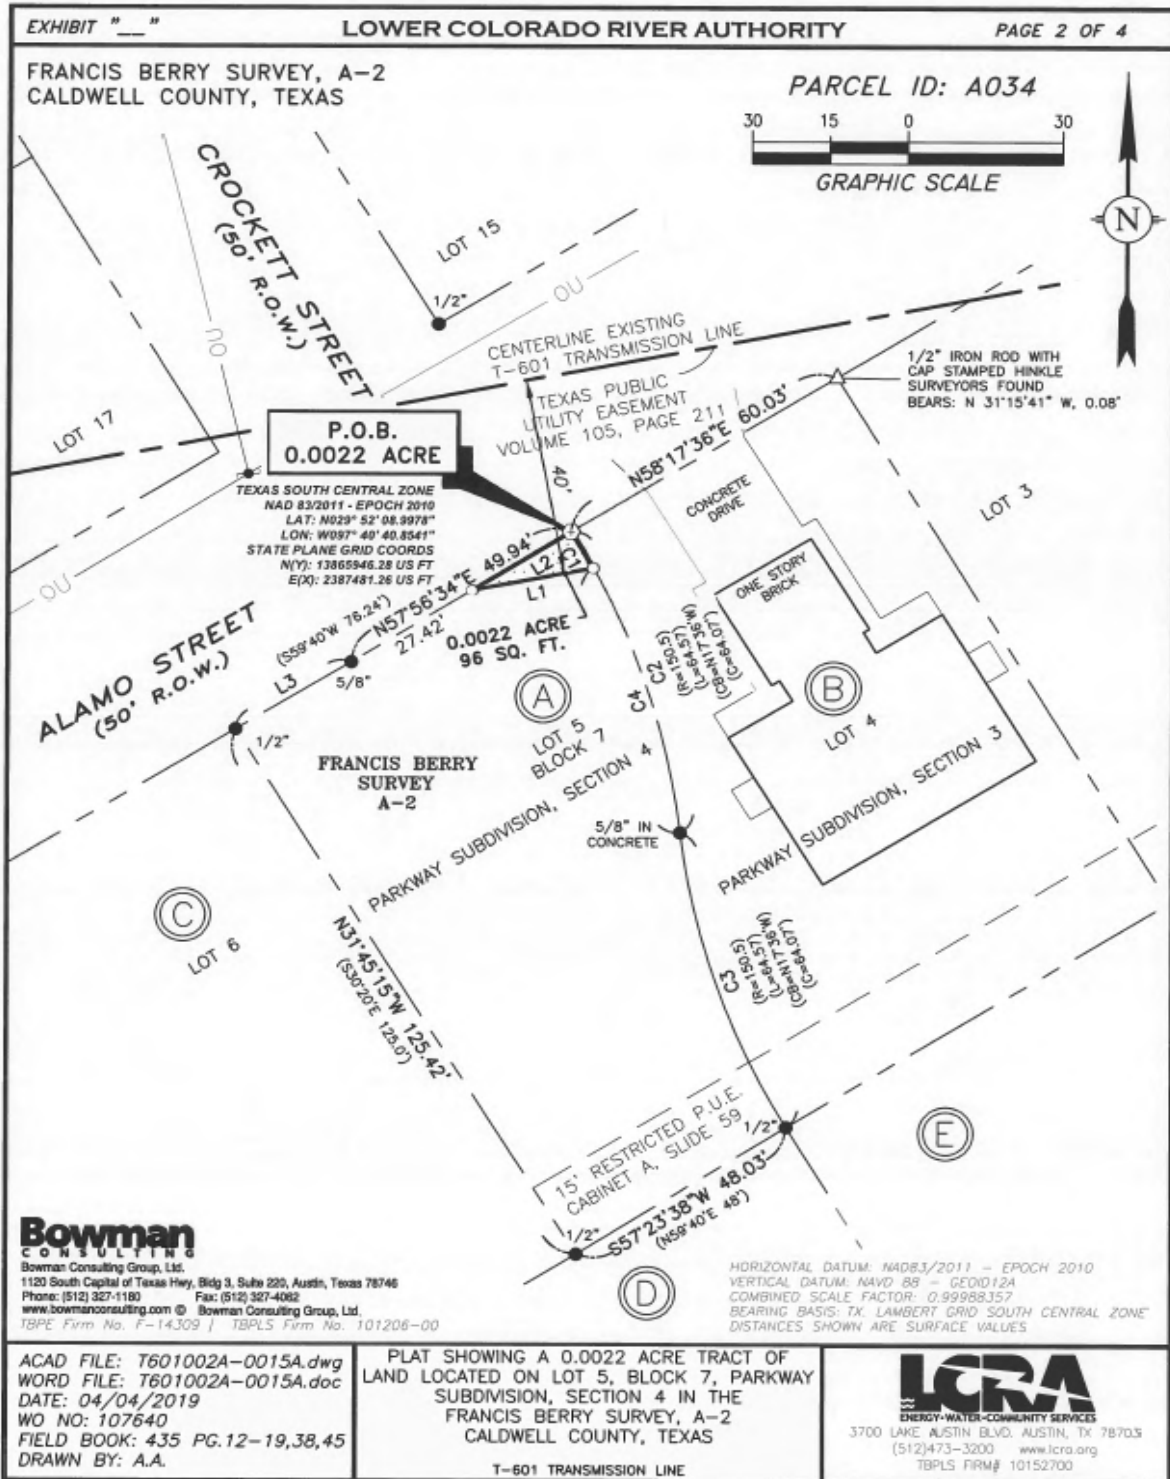 EXHIBIT "__"
LOWER COLORADO RIVER AUTHORITY
PAGE 2 OF 4
FRANCIS BERRY SURVEY, A-2
CALDWELL COUNTY, TEXAS
PARCEL ID: A034
30 15 0 30
GRAPHIC SCALE
N
CROCKETT STREET
(50' R.O.W.)
LOT 15
1/2"
OU
OU
CENTERLINE EXISTING
T-601 TRANSMISSION LINE
1/2" IRON ROD WITH
CAP STAMPED HINKLE
SURVEYORS FOUND
BEARS: N 31°15'41" W, 0.08'
TEXAS PUBLIC
UTILITY EASEMENT
VOLUME 105, PAGE 211
LOT 17
P.O.B.
0.0022 ACRE
N58°17'36"E 60.03'
40'
TEXAS SOUTH CENTRAL ZONE
NAD 83/2011 - EPOCH 2010
LAT: N029° 52' 08.9978"
LON: W097° 40' 40.8541"
STATE PLANE GRID COORDS
N(Y): 13865946.28 US FT
E(X): 2387481.26 US FT
CONCRETE
DRIVE
LOT 3
OU
N57°56'34"E 49.94'
L2
C1
L1
ONE STORY
BRICK
(S59°40'W 76.24')
27.42'
0.0022 ACRE
96 SQ. FT.
ALAMO STREET
(50' R.O.W.)
L3
5/8"
1/2"
A
C4
C2
(R=150.5)
(L=64.57)
(CB=N17°36'W)
(C=64.07')
B
LOT 4
LOT 5
BLOCK 7
FRANCIS BERRY
SURVEY
A-2
PARKWAY SUBDIVISION, SECTION 4
5/8" IN
CONCRETE
PARKWAY SUBDIVISION, SECTION 3
C
LOT 6
N31°45'15"W 125.42'
(S30°20'E 125.0')
C3
(R=150.5)
(L=64.57)
(CB=N17°36'W)
(C=64.07')
15' RESTRICTED P.U.E.
CABINET A, SLIDE 59
1/2"
E
S57°23'38"W 48.03'
(N59°40'E 48')
1/2"
D
Bowman
CONSULTING
Bowman Consulting Group, Ltd.
1120 South Capital of Texas Hwy, Bldg 3, Suite 220, Austin, Texas 78746
Phone: (512) 327-1180 Fax: (512) 327-4062
www.bowmanconsulting.com © Bowman Consulting Group, Ltd.
TBPE Firm No. F-14309 | TBPLS Firm No. 101206-00
HORIZONTAL DATUM: NAD83/2011 - EPOCH 2010
VERTICAL DATUM: NAVD 88 - GEOID12A
COMBINED SCALE FACTOR: 0.99988357
BEARING BASIS: TX. LAMBERT GRID SOUTH CENTRAL ZONE
DISTANCES SHOWN ARE SURFACE VALUES
ACAD FILE: T601002A-0015A.dwg
WORD FILE: T601002A-0015A.doc
DATE: 04/04/2019
WO NO: 107640
FIELD BOOK: 435 PG.12-19,38,45
DRAWN BY: A.A.
PLAT SHOWING A 0.0022 ACRE TRACT OF
LAND LOCATED ON LOT 5, BLOCK 7, PARKWAY
SUBDIVISION, SECTION 4 IN THE
FRANCIS BERRY SURVEY, A-2
CALDWELL COUNTY, TEXAS
T-601 TRANSMISSION LINE
LCRA
ENERGY•WATER•COMMUNITY SERVICES
3700 LAKE AUSTIN BLVD. AUSTIN, TX 78703
(512)473-3200 www.lcra.org
TBPLS FIRM# 10152700